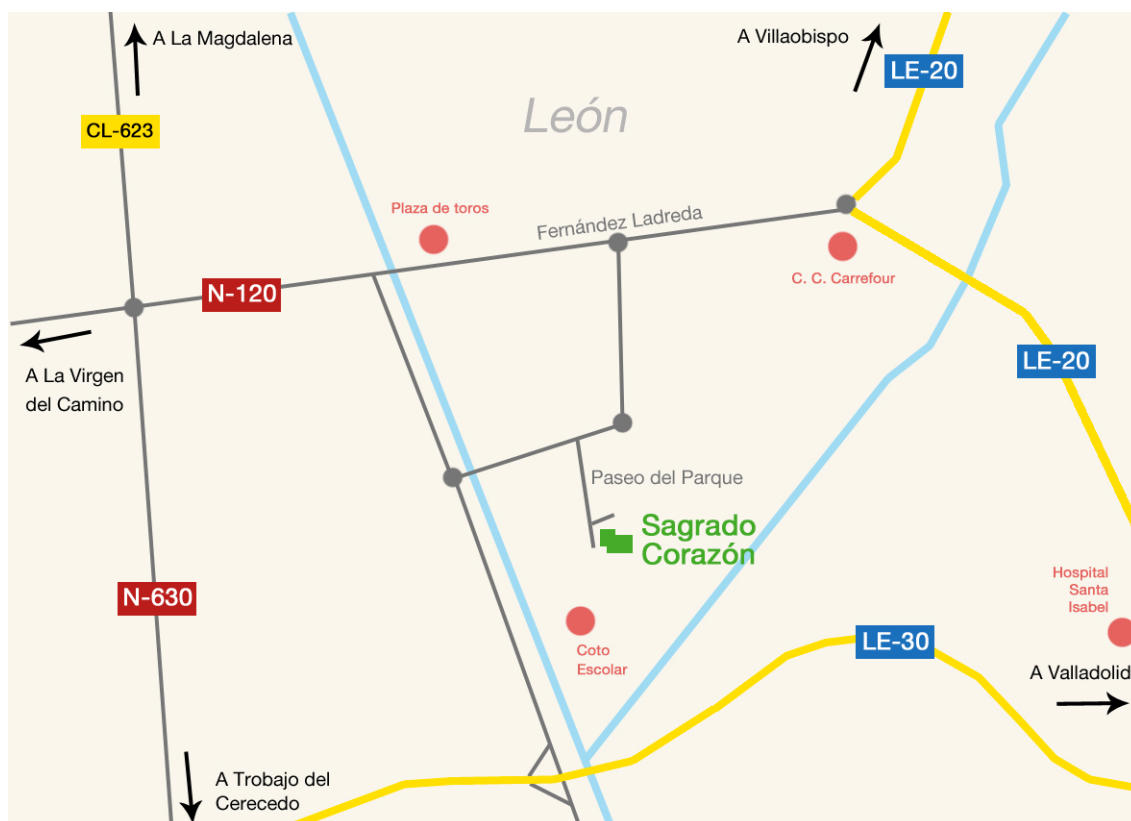 A La Magdalena
A Villaobispo
LE-20
León
CL-623
Plaza de toros
Fernández Ladreda
C. C. Carrefour
N-120
A La Virgen
del Camino
LE-20
Paseo del Parque
Sagrado
Corazón
N-630
Hospital
Santa
Isabel
Coto
Escolar
LE-30
A Valladolid
A Trobajo del
Cerecedo